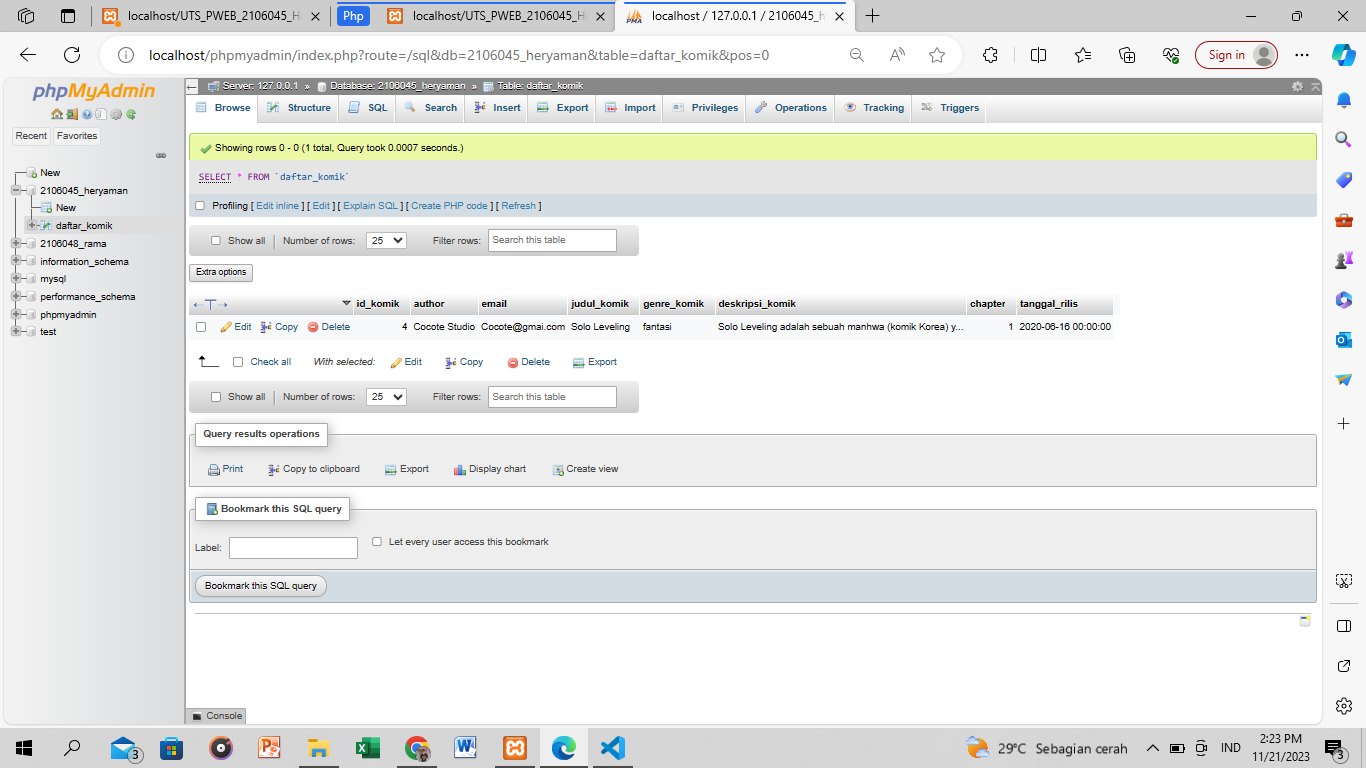 localhost/UTS_PWEB_2106045_H
Php
localhost/UTS_PWEB_2106045_H
localhost / 127.0.0.1 / 2106045_h
localhost/phpmyadmin/index.php?route=/sql&db=2106045_heryaman&table=daftar_komik&pos=0
Sign in
phpMyAdmin
Recent Favorites
New
2106045_heryaman
New
daftar_komik
2106048_rama
information_schema
mysql
performance_schema
phpmyadmin
test
Server: 127.0.0.1 » Database: 2106045_heryaman » Table: daftar_komik
Browse Structure SQL Search Insert Export Import Privileges Operations Tracking Triggers
Showing rows 0 - 0 (1 total, Query took 0.0007 seconds.)
SELECT * FROM `daftar_komik`
Profiling [ Edit inline ] [ Edit ] [ Explain SQL ] [ Create PHP code ] [ Refresh ]
Show all | Number of rows: 25 Filter rows: Search this table
Extra options
←T→ id_komik author email judul_komik genre_komik deskripsi_komik chapter tanggal_rilis
Edit Copy Delete 4 Cocote Studio Cocote@gmai.com Solo Leveling fantasi Solo Leveling adalah sebuah manhwa (komik Korea) y... 1 2020-06-16 00:00:00
Check all With selected: Edit Copy Delete Export
Show all | Number of rows: 25 Filter rows: Search this table
Query results operations
Print Copy to clipboard Export Display chart Create view
Bookmark this SQL query
Label: Let every user access this bookmark
Bookmark this SQL query
Console
3
29°C Sebagian cerah
IND
2:23 PM
11/21/2023
3